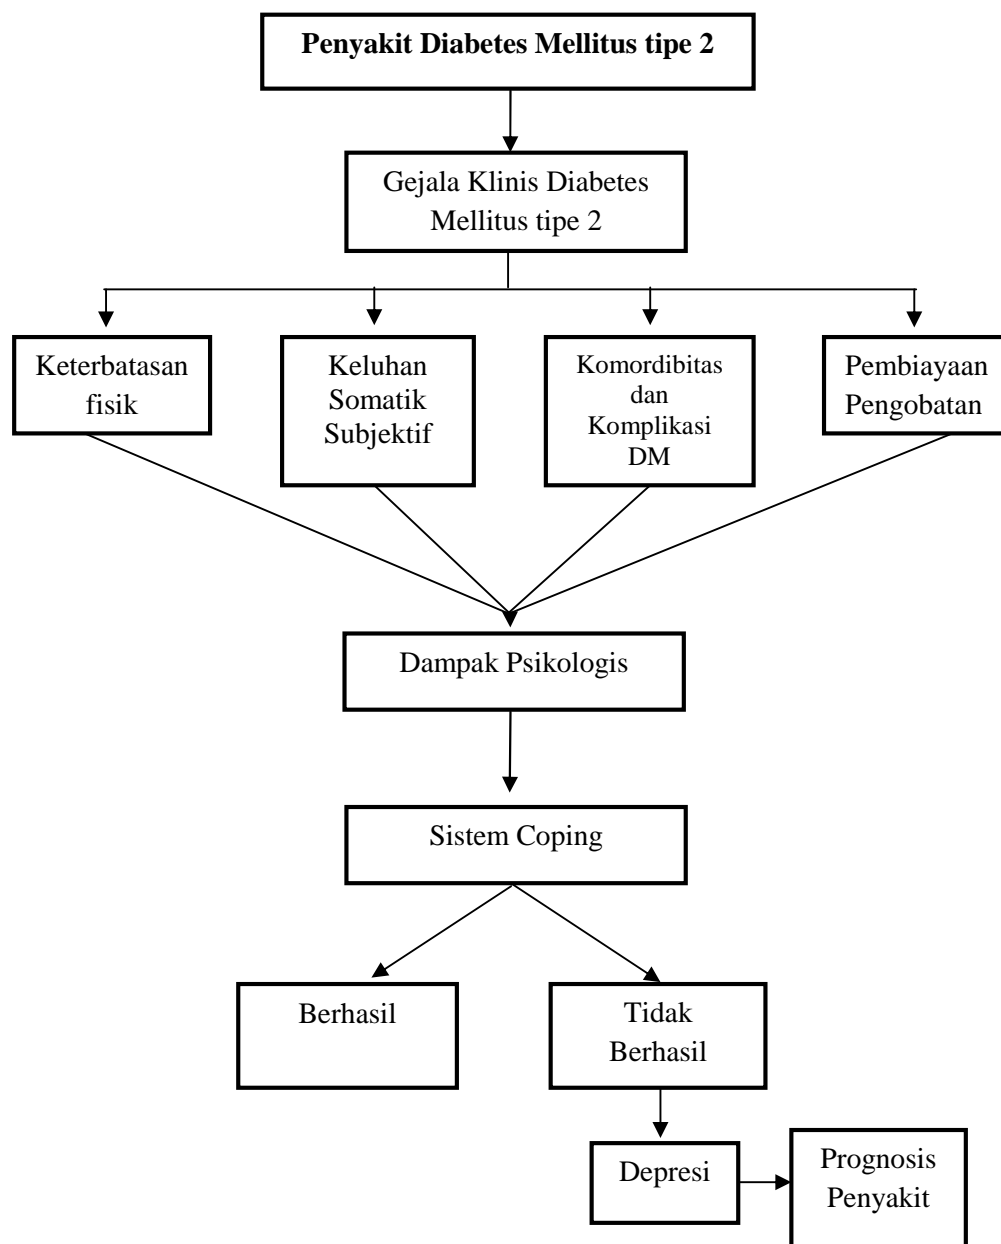 Penyakit Diabetes Mellitus tipe 2
Gejala Klinis Diabetes
Mellitus tipe 2
Keterbatasan
fisik
Keluhan
Somatik
Subjektif
Komordibitas
dan
Komplikasi
DM
Pembiayaan
Pengobatan
Dampak Psikologis
Sistem Coping
Berhasil
Tidak
Berhasil
Depresi
Prognosis
Penyakit